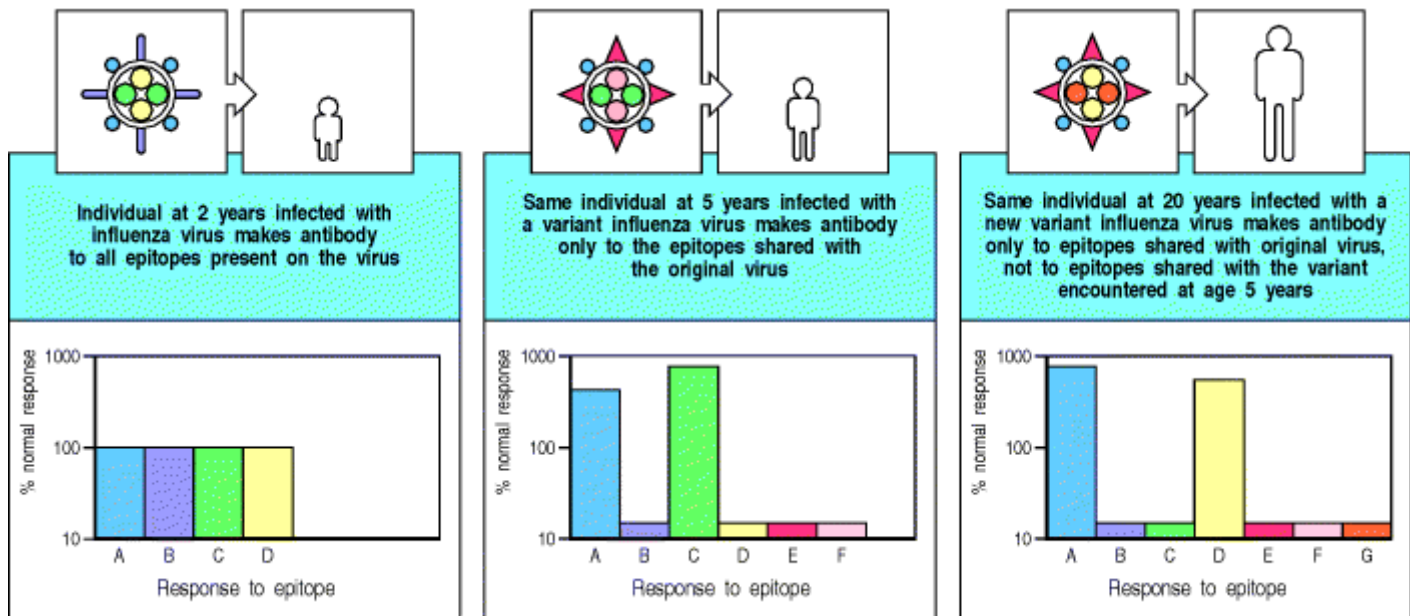 Individual at 2 years infected with
influenza virus makes antibody
to all epitopes present on the virus
% normal response
1000
100
10
A B C D
Response to epitope
Same individual at 5 years infected with
a variant influenza virus makes antibody
only to the epitopes shared with
the original virus
% normal response
1000
100
10
A B C D E F
Response to epitope
Same individual at 20 years infected with a
new variant influenza virus makes antibody
only to epitopes shared with original virus,
not to epitopes shared with the variant
encountered at age 5 years
% normal response
1000
100
10
A B C D E F G
Response to epitope